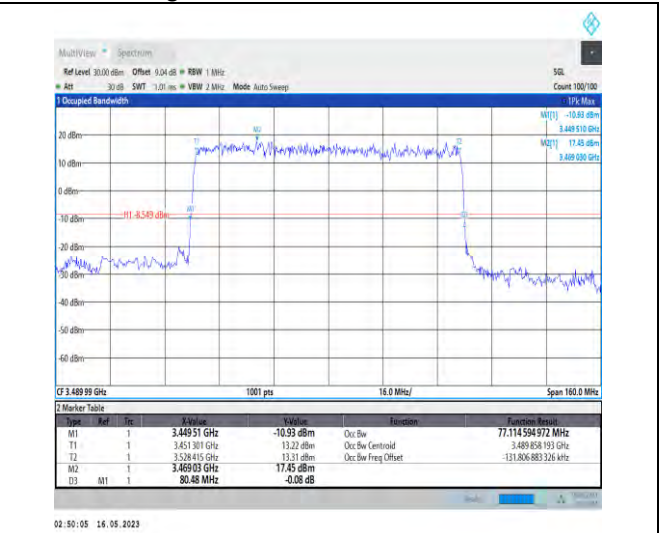 MultiView Spectrum
Ref Level 30.00 dBm Offset 9.04 dB RBW 1 MHz SGL
Att 30 dB SWT 1.01 ms VBW 2 MHz Mode Auto Sweep Count 100/100
1 Occupied Bandwidth 1Pk Max
M1[1] -10.93 dBm
3.449 510 GHz
M2[1] 17.45 dBm
3.469 030 GHz
M2
T1 T2
20 dBm
10 dBm
0 dBm
M1
H1 -8.549 dBm
-10 dBm
-20 dBm
-30 dBm
-40 dBm
-50 dBm
-60 dBm
CF 3.489 99 GHz 1001 pts 16.0 MHz/ Span 160.0 MHz
2 Marker Table
Type Ref Trc X-Value Y-Value Function Function Result
M1 1 3.449 51 GHz -10.93 dBm Occ Bw 77.114 594 972 MHz
T1 1 3.451 301 GHz 13.22 dBm Occ Bw Centroid 3.489 858 193 GHz
T2 1 3.528 415 GHz 13.31 dBm Occ Bw Freq Offset -131.806 883 326 kHz
M2 1 3.469 03 GHz 17.45 dBm
D3 M1 1 80.48 MHz -0.08 dB
02:50:05 16.05.2023